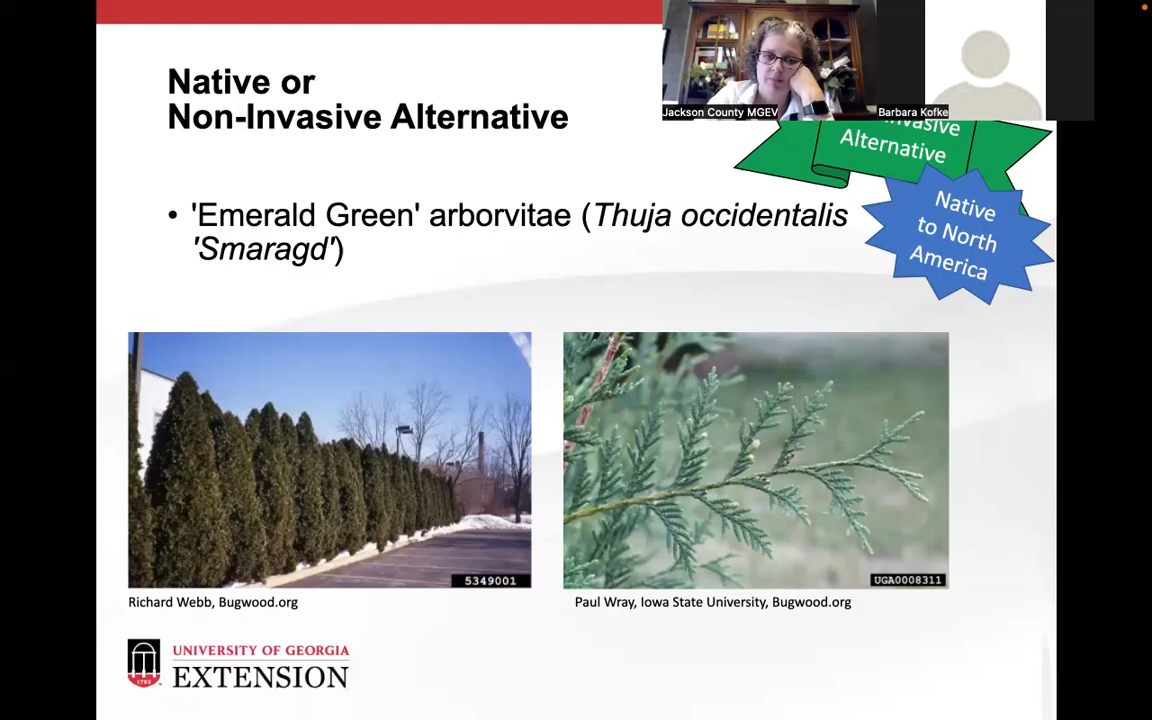 Native or
Non-Invasive Alternative
Jackson County MGEV
Barbara Kofke
Alternative
Native
to North
America
• 'Emerald Green' arborvitae (Thuja occidentalis
'Smaragd')
5349001
UGA0008311
Richard Webb, Bugwood.org
Paul Wray, Iowa State University, Bugwood.org
1785
UNIVERSITY OF GEORGIA
EXTENSION